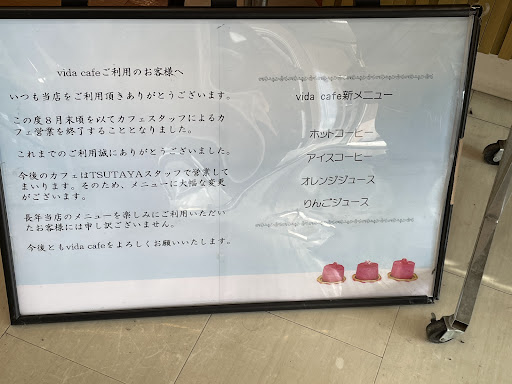 vida cafeご利用のお客様へ
いつも当店をご利用頂きありがとうございます。
この度８月末頃を以てカフェスタッフによるカ
フェ営業を終了することとなりました。
これまでのご利用誠にありがとうございました。
今後のカフェはTSUTAYAスタッフで営業して
まいります。そのため、メニューに大幅な変更
がございます。
長年当店のメニューを楽しみにご利用いただい
たお客様には申し訳ございません。
今後ともvida cafeをよろしくお願いいたします。
vida cafe新メニュー
ホットコーヒー
アイスコーヒー
オレンジジュース
りんごジュース